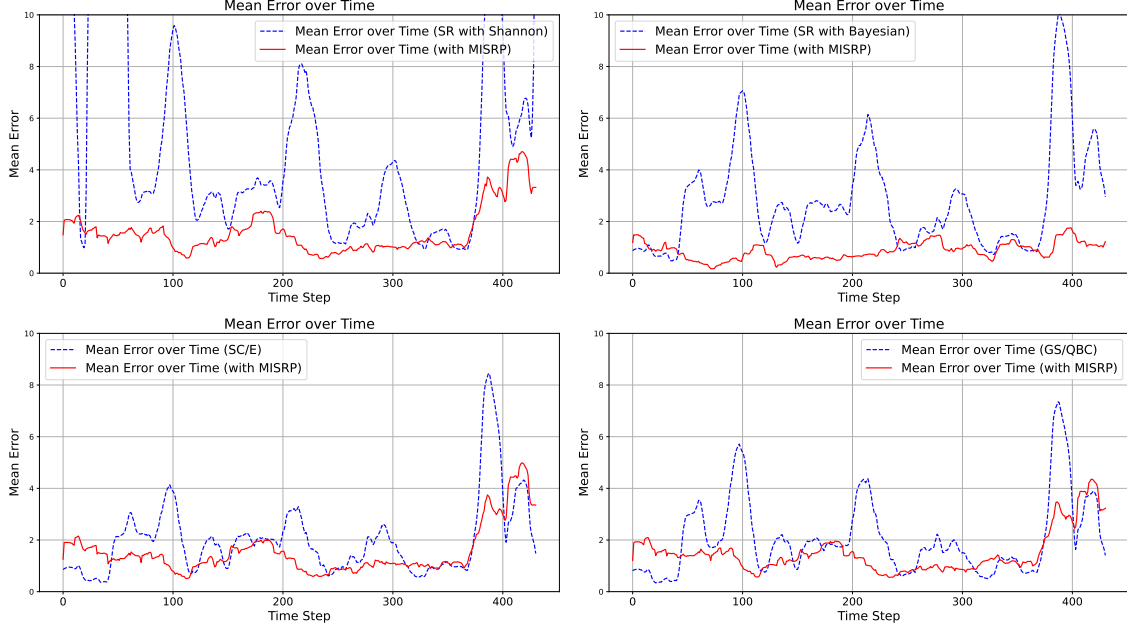 Mean Error over Time
Mean Error over Time (SR with Shannon)
Mean Error over Time (with MISRP)
Mean Error
10
8
6
4
2
0
0 100 200 300 400
Time Step
Mean Error over Time
Mean Error over Time (SR with Bayesian)
Mean Error over Time (with MISRP)
Mean Error
10
8
6
4
2
0
0 100 200 300 400
Time Step
Mean Error over Time
Mean Error over Time (SC/E)
Mean Error over Time (with MISRP)
Mean Error
10
8
6
4
2
0
0 100 200 300 400
Time Step
Mean Error over Time
Mean Error over Time (GS/QBC)
Mean Error over Time (with MISRP)
Mean Error
10
8
6
4
2
0
0 100 200 300 400
Time Step